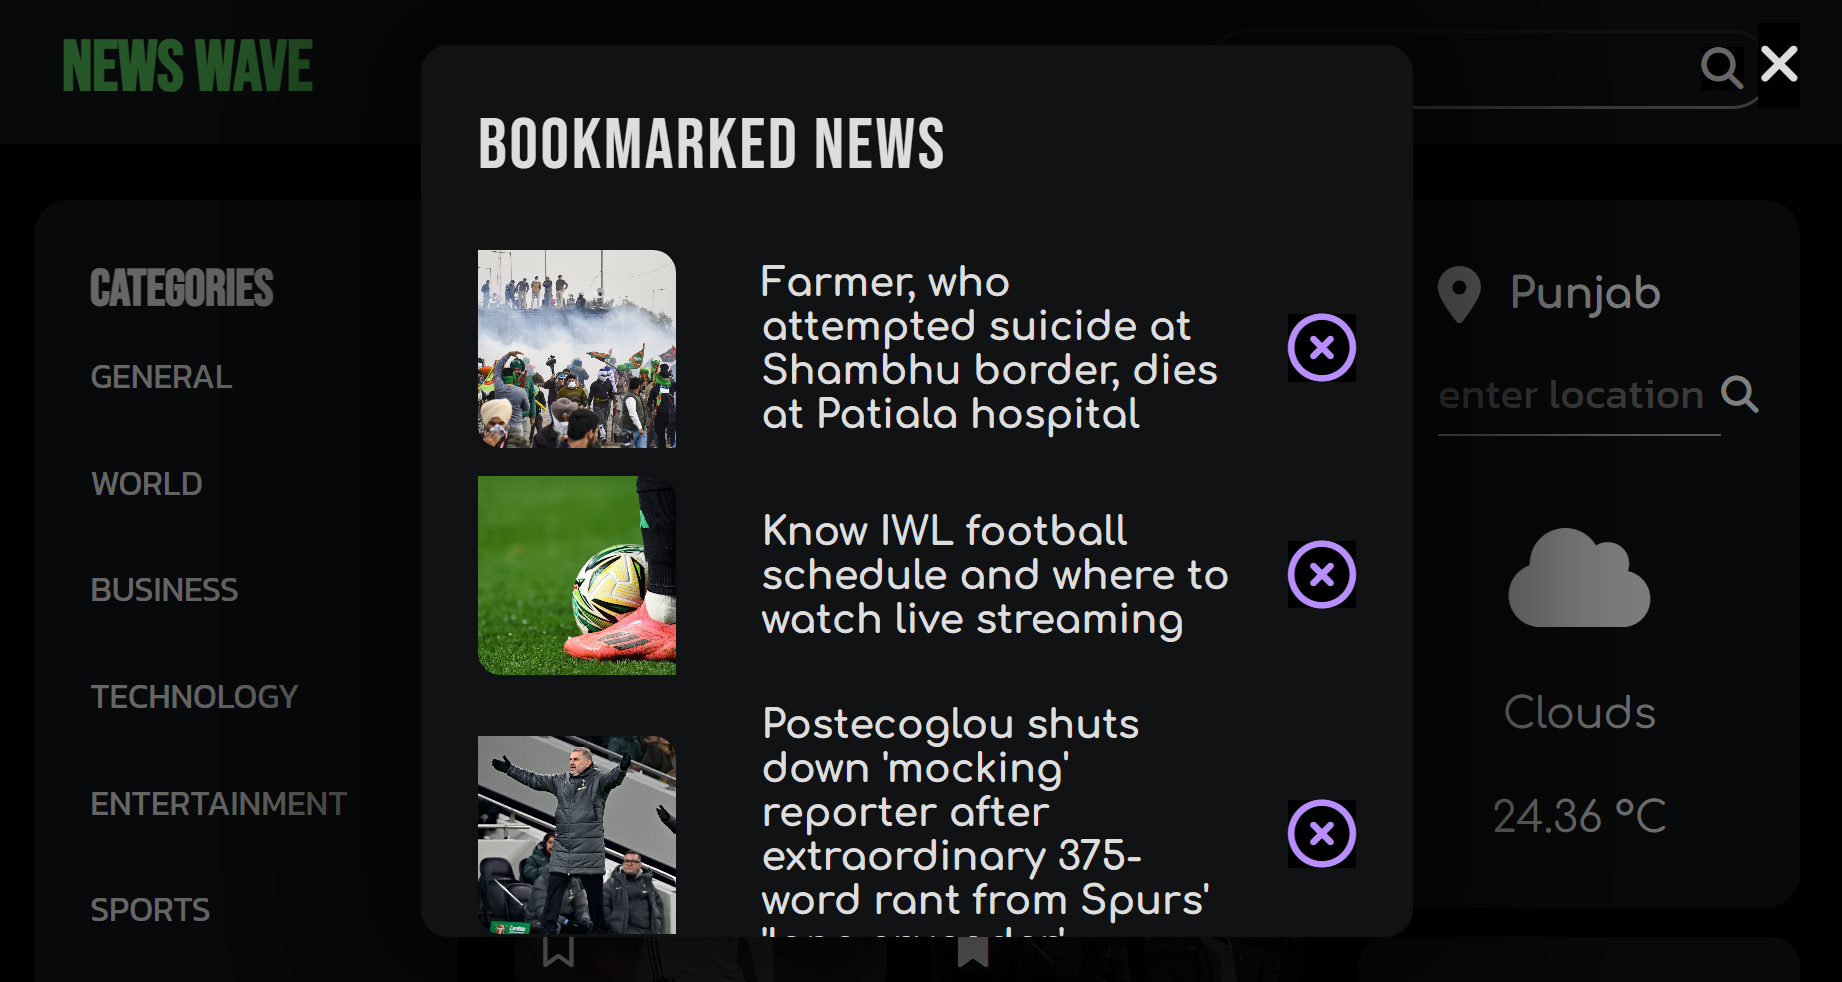 NEWS WAVE
BOOKMARKED NEWS
CATEGORIES
GENERAL
WORLD
BUSINESS
TECHNOLOGY
ENTERTAINMENT
SPORTS
Farmer, who
attempted suicide at
Shambhu border, dies
at Patiala hospital
Know IWL football
schedule and where to
watch live streaming
Postecoglou shuts
down 'mocking'
reporter after
extraordinary 375-
word rant from Spurs'
Punjab
enter location
Clouds
24.36 °C